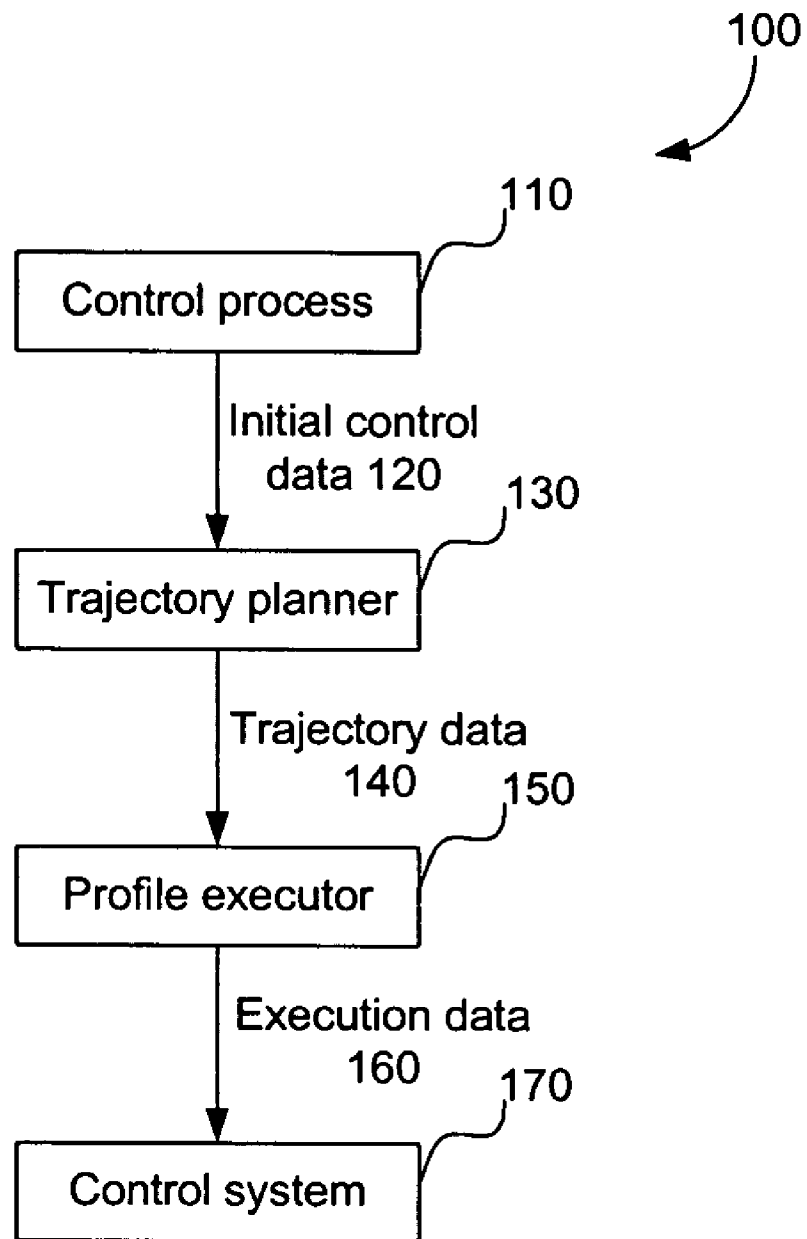 100
110
Control process
Initial control
data 120
130
Trajectory planner
Trajectory data
140
150
Profile executor
Execution data
160
170
Control system